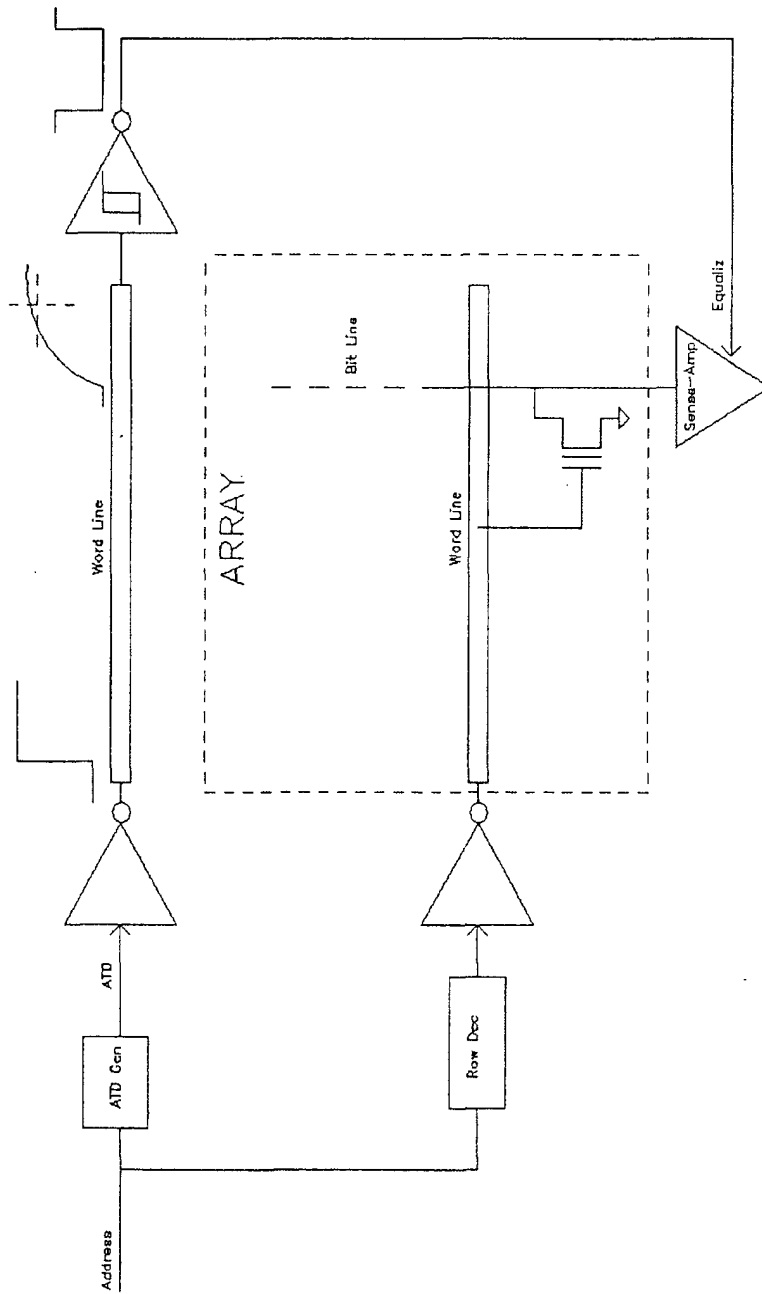 Address
ATD Gen
ATD
Word Line
Row Dec
ARRAY
Word Line
Bit Line
Sense-Amp
Equaliz